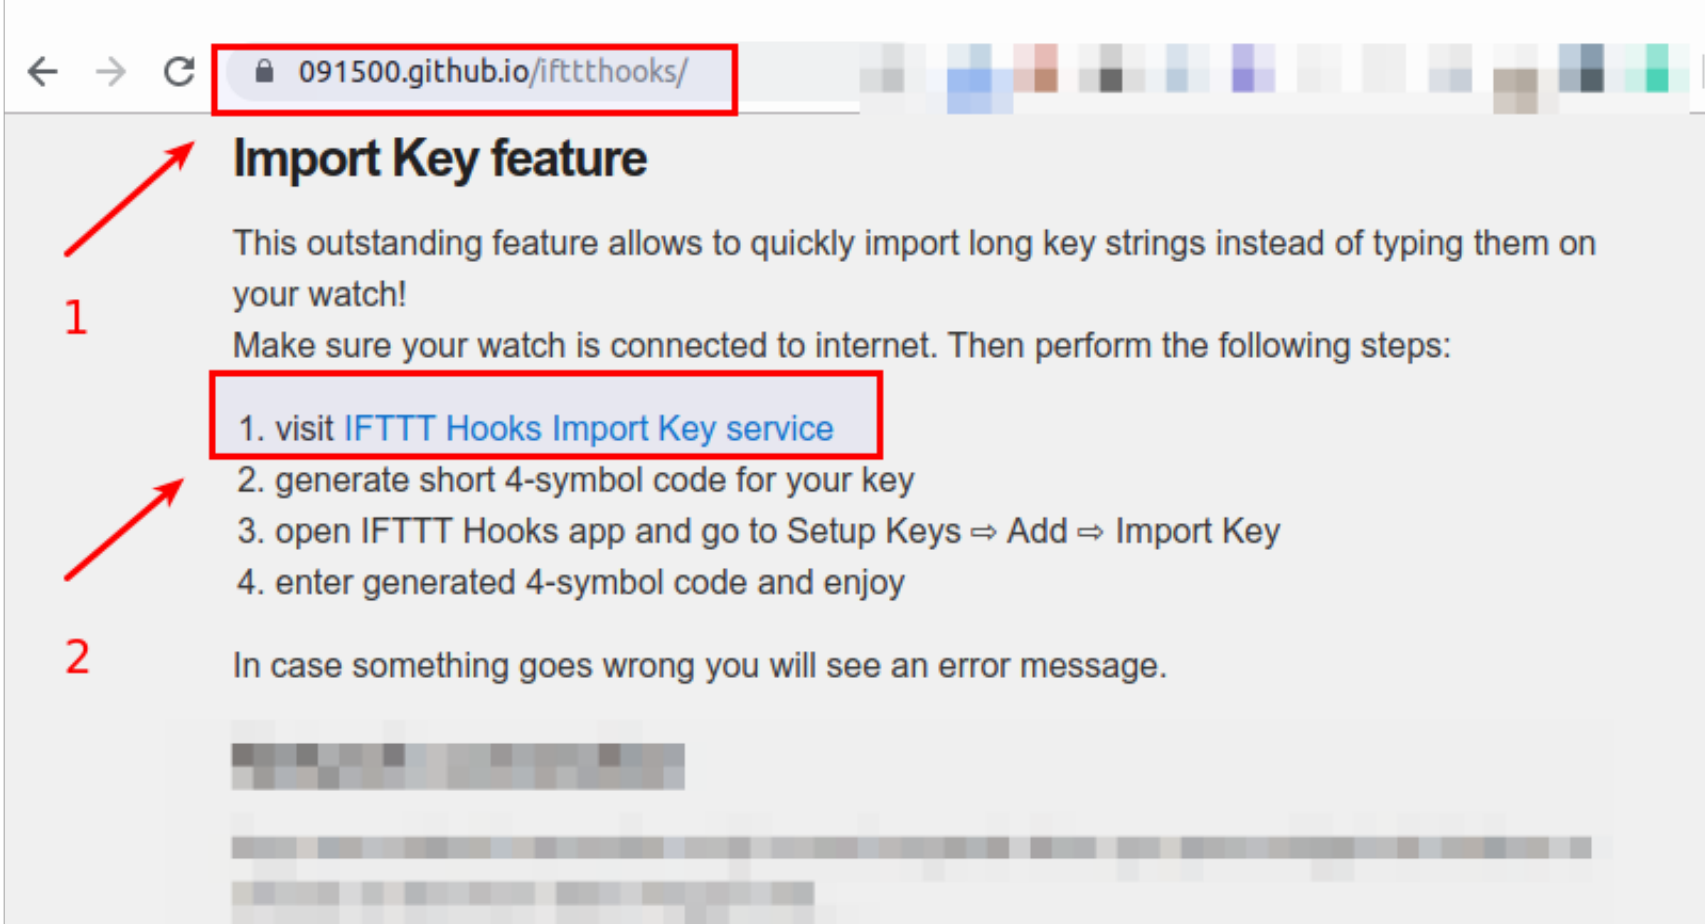 091500.github.io/ifttthooks/
Import Key feature
This outstanding feature allows to quickly import long key strings instead of typing them on
your watch!
Make sure your watch is connected to internet. Then perform the following steps:
1
1. visit IFTTT Hooks Import Key service
2. generate short 4-symbol code for your key
3. open IFTTT Hooks app and go to Setup Keys ⇨ Add ⇨ Import Key
4. enter generated 4-symbol code and enjoy
2
In case something goes wrong you will see an error message.